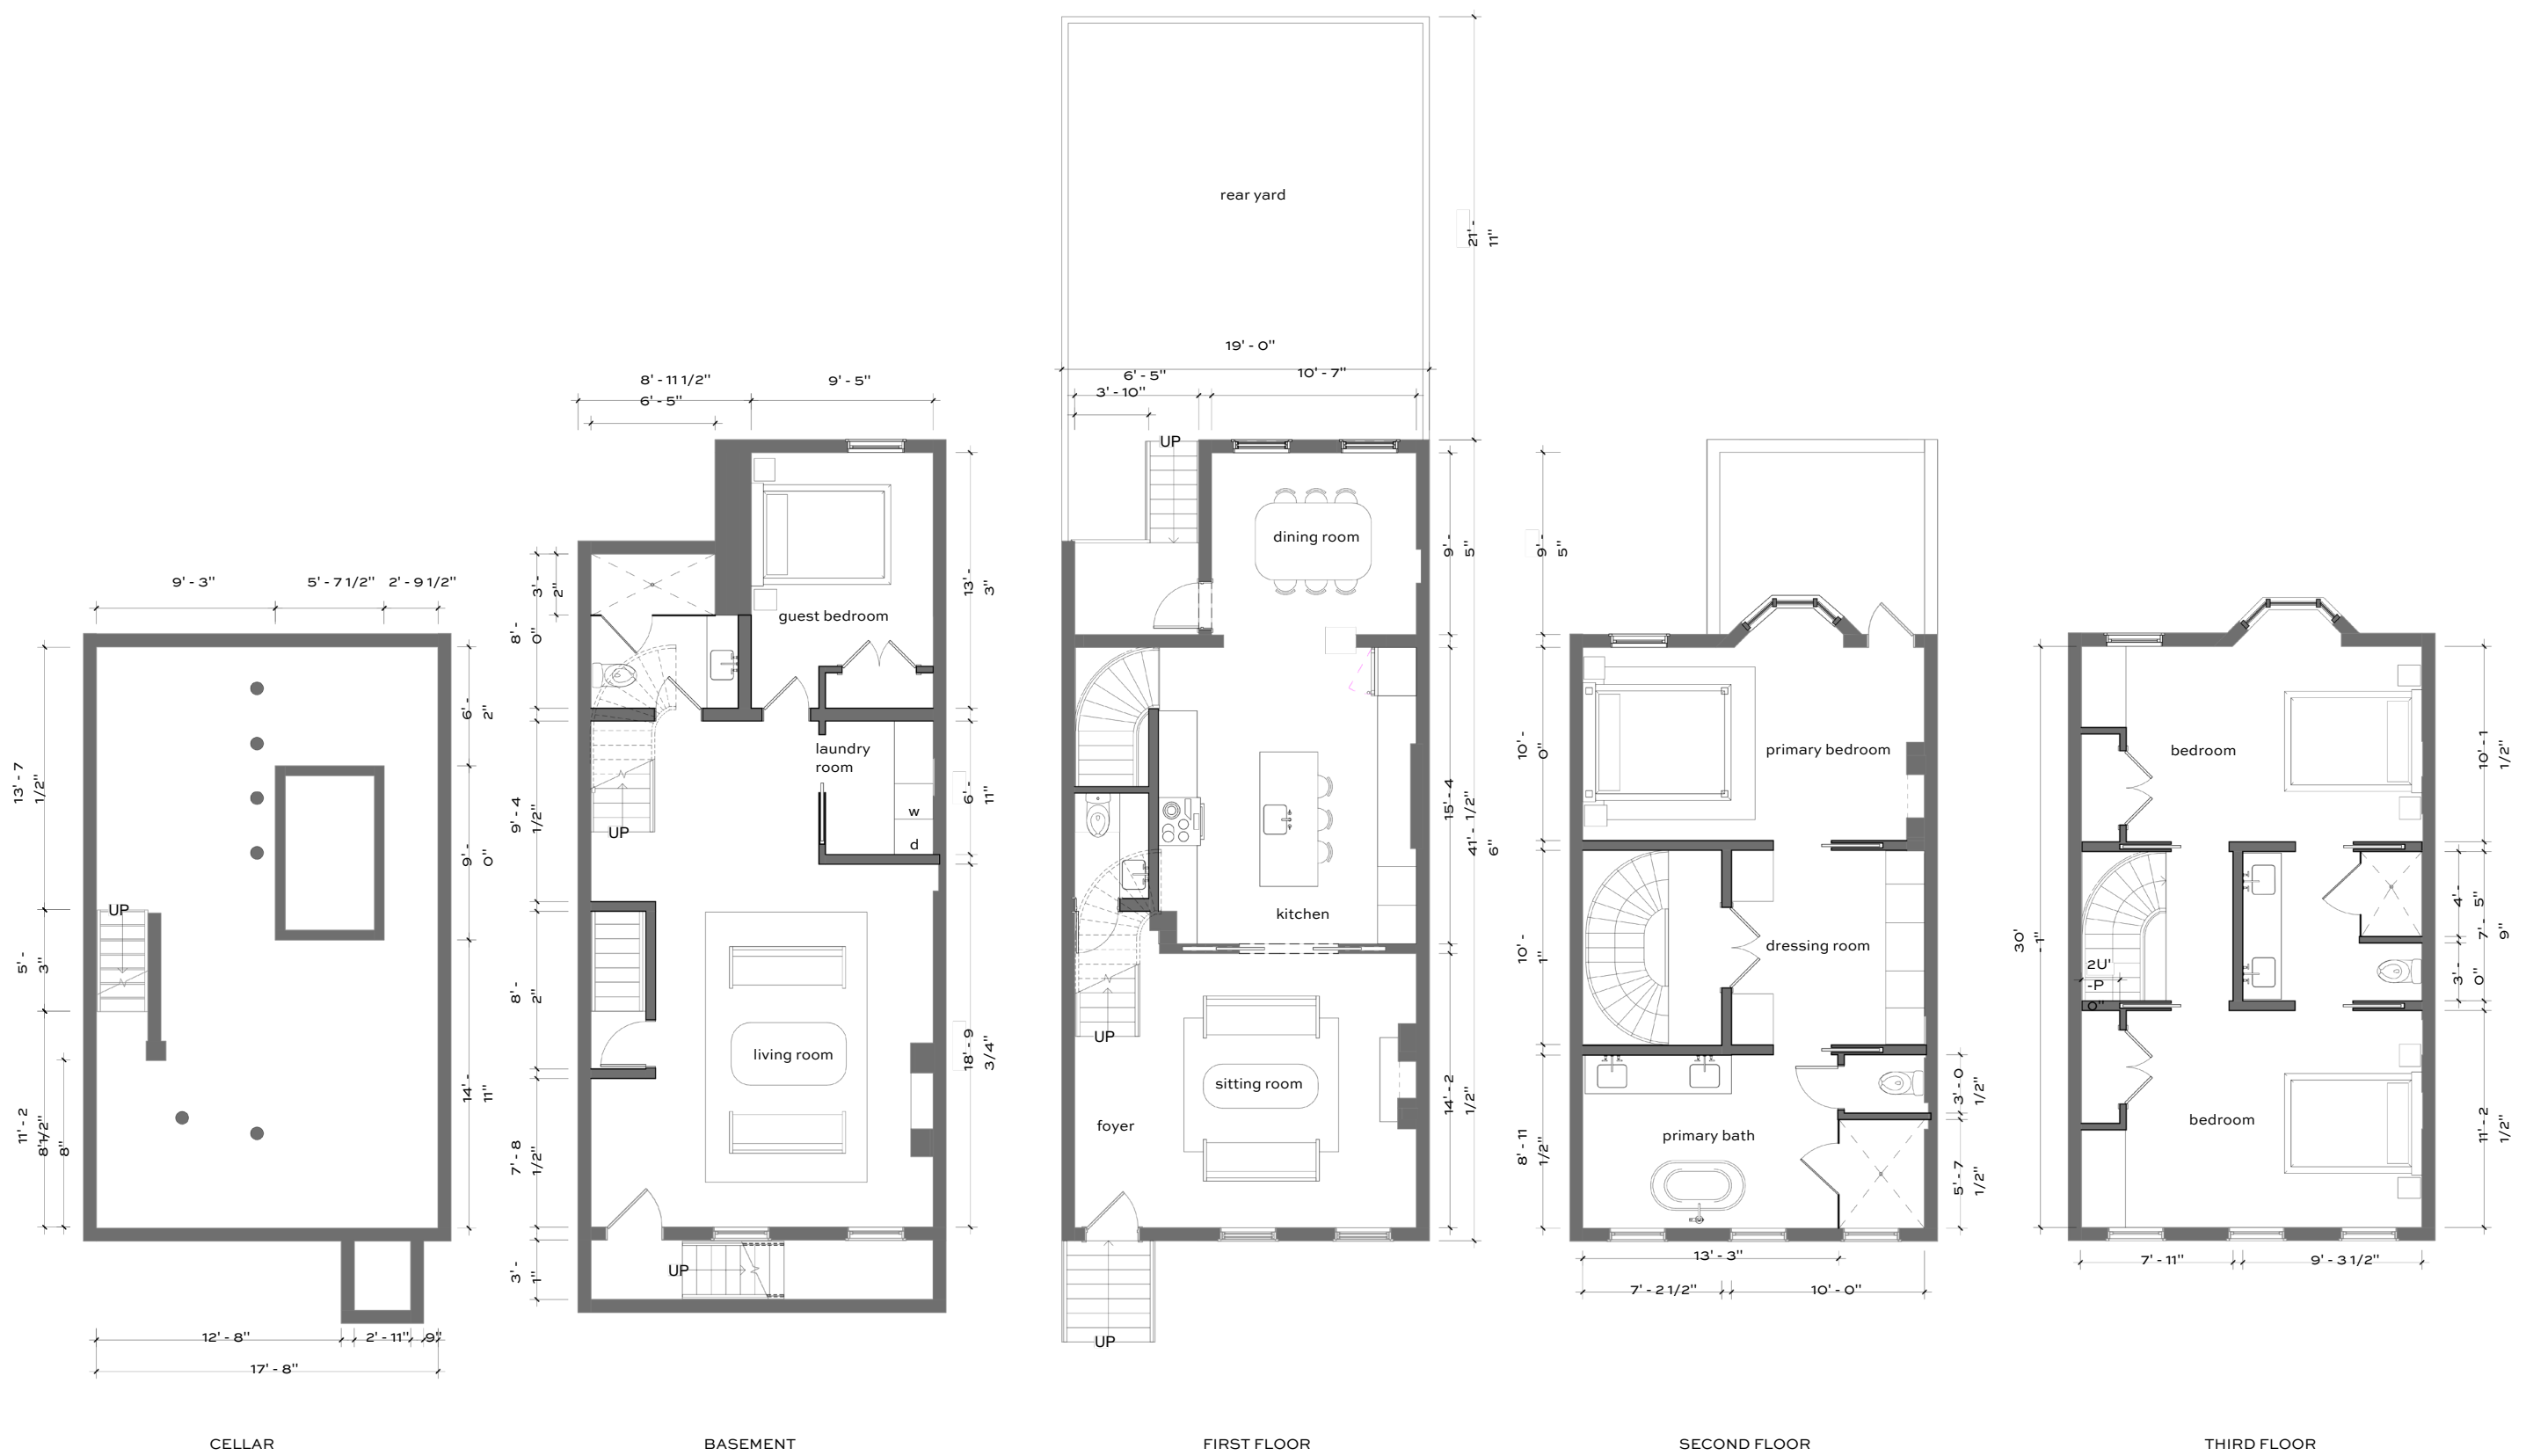 rear yard
21' -
11"
19' - 0"
6' - 5"
10' - 7"
3' - 10"
8' - 11 1/2"
9' - 5"
6' - 5"
UP
9' -
5"
dining room
9' -
5"
9' - 3"
5' - 7 1/2"
2' - 9 1/2"
3' -
2"
8' -
0"
13' -
3"
guest bedroom
13' - 7
1/2"
6' -
2"
9' -
0"
UP
5' -
3"
14' -
11"
11' - 2
1/2"
8' -
8"
12' - 8"
2' - 11"
9"
17' - 8"
CELLAR
laundry
room
w
d
UP
9' - 4
1/2"
6' -
11"
8' -
2"
living room
18' - 9
3/4"
7' - 8
1/2"
3' -
1"
UP
BASEMENT
15' - 4
1/2"
41' -
6"
kitchen
UP
sitting room
foyer
14' - 2
1/2"
UP
FIRST FLOOR
10' -
0"
primary bedroom
10' -
1"
dressing room
8' - 11
1/2"
primary bath
3' - 0
1/2"
5' - 7
1/2"
13' - 3"
7' - 2 1/2"
10' - 0"
SECOND FLOOR
bedroom
10' - 1
1/2"
30'
- 1"
4' -
5"
7' -
9"
3' -
0"
bedroom
11' - 2
1/2"
7' - 11"
9' - 3 1/2"
THIRD FLOOR